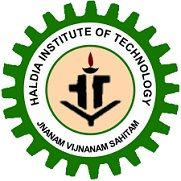 HALDIA INSTITUTE OF TECHNOLOGY
JNANAM VIJNANAM SAHITAM